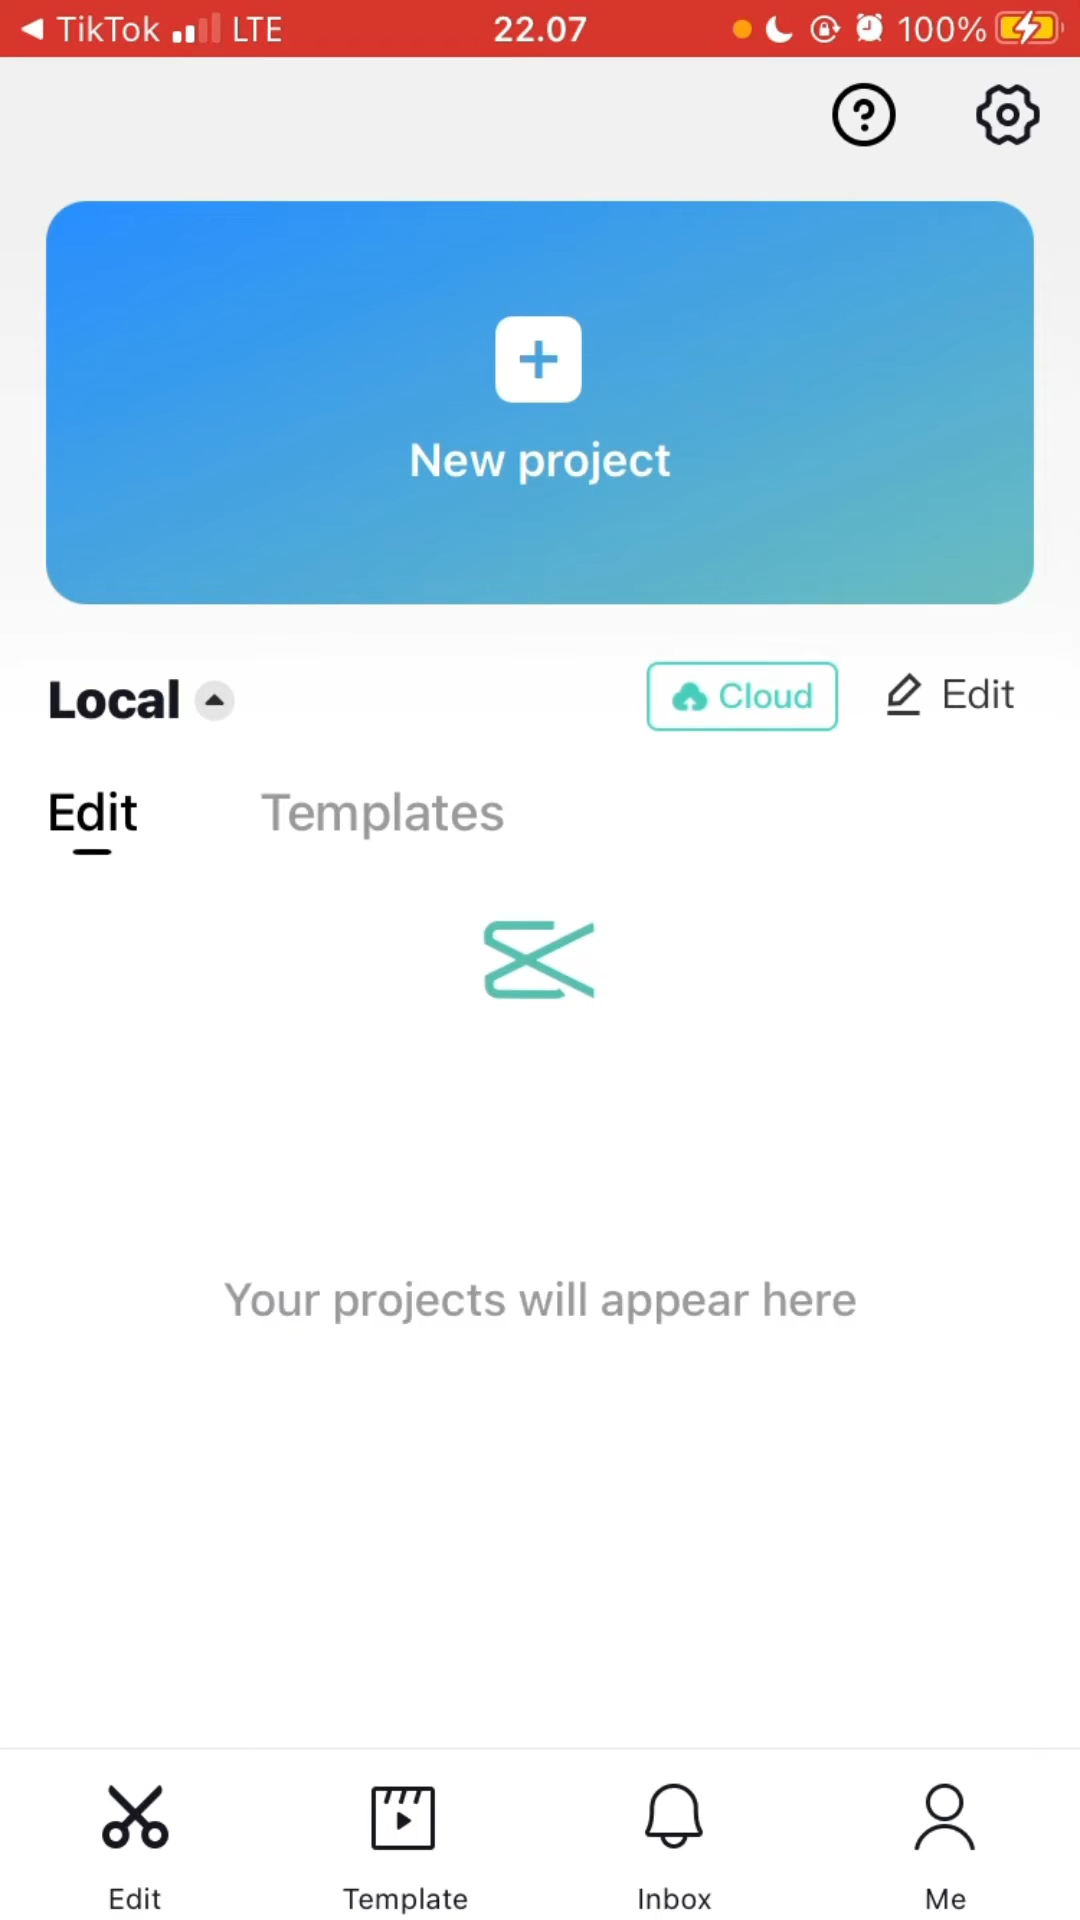 TikTok LTE 22.07 100%
New project
Local Cloud Edit
Edit Templates
Your projects will appear here
Edit Template Inbox Me